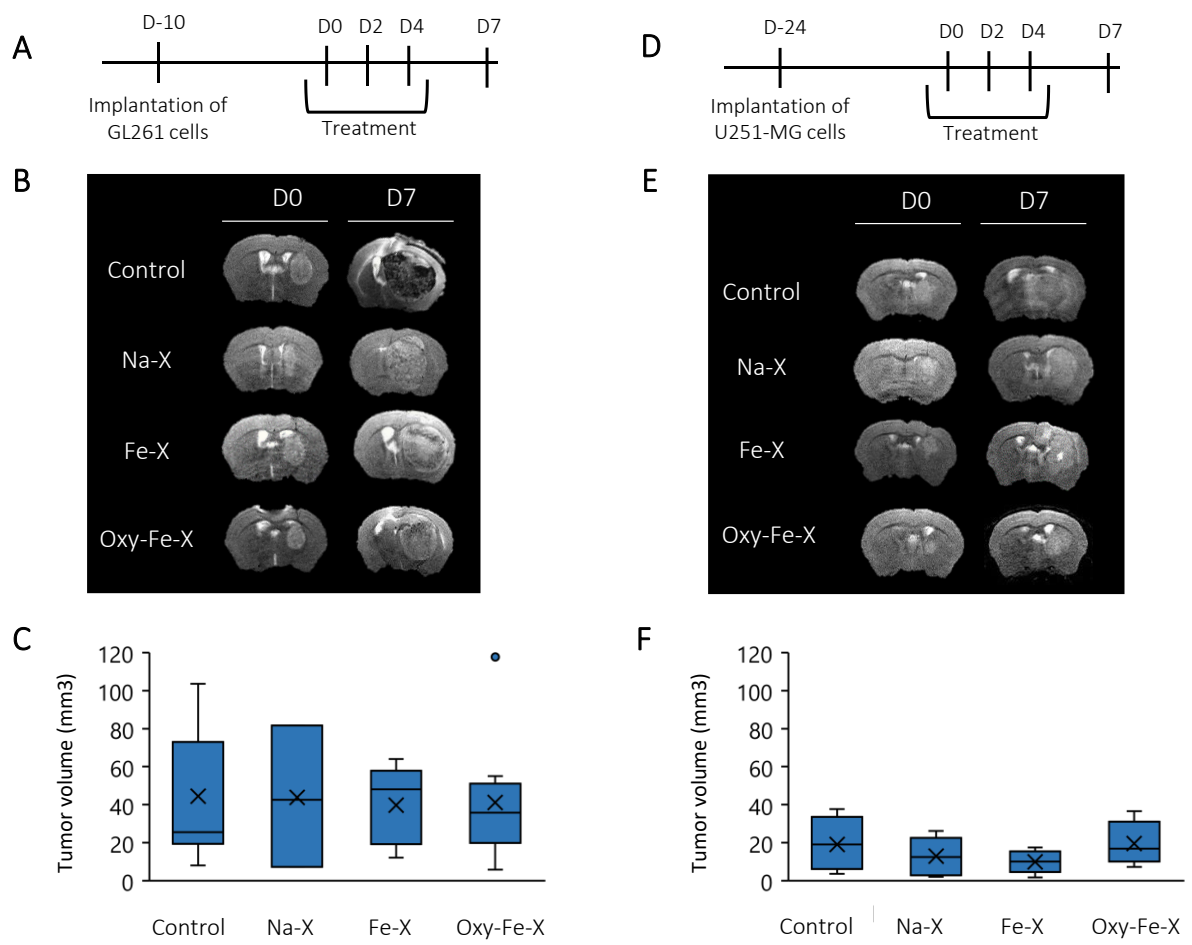 A
D-10
D0 D2 D4 D7
Implantation of
GL261 cells
Treatment
D
D-24
D0 D2 D4 D7
Implantation of
U251-MG cells
Treatment
B
D0 D7
Control
Na-X
Fe-X
Oxy-Fe-X
E
D0 D7
Control
Na-X
Fe-X
Oxy-Fe-X
C
Tumor volume (mm3)
120
100
80
60
40
20
0
Control Na-X Fe-X Oxy-Fe-X
F
Tumor volume (mm3)
120
100
80
60
40
20
0
Control Na-X Fe-X Oxy-Fe-X